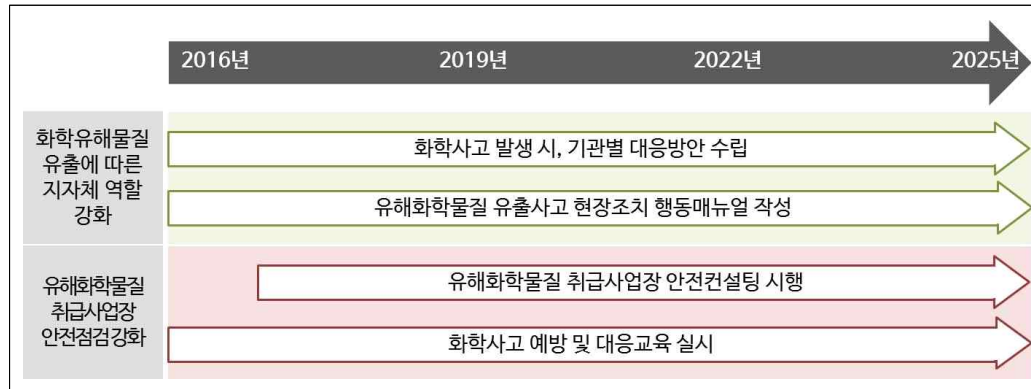 2016년 2019년 2022년 2025년
화학유해물질
유출에 따른
지자체 역할
강화
화학사고 발생 시, 기관별 대응방안 수립
유해화학물질 유출사고 현장조치 행동매뉴얼 작성
유해화학물질
취급사업장
안전점검강화
유해화학물질 취급사업장 안전컨설팅 시행
화학사고 예방 및 대응교육 실시